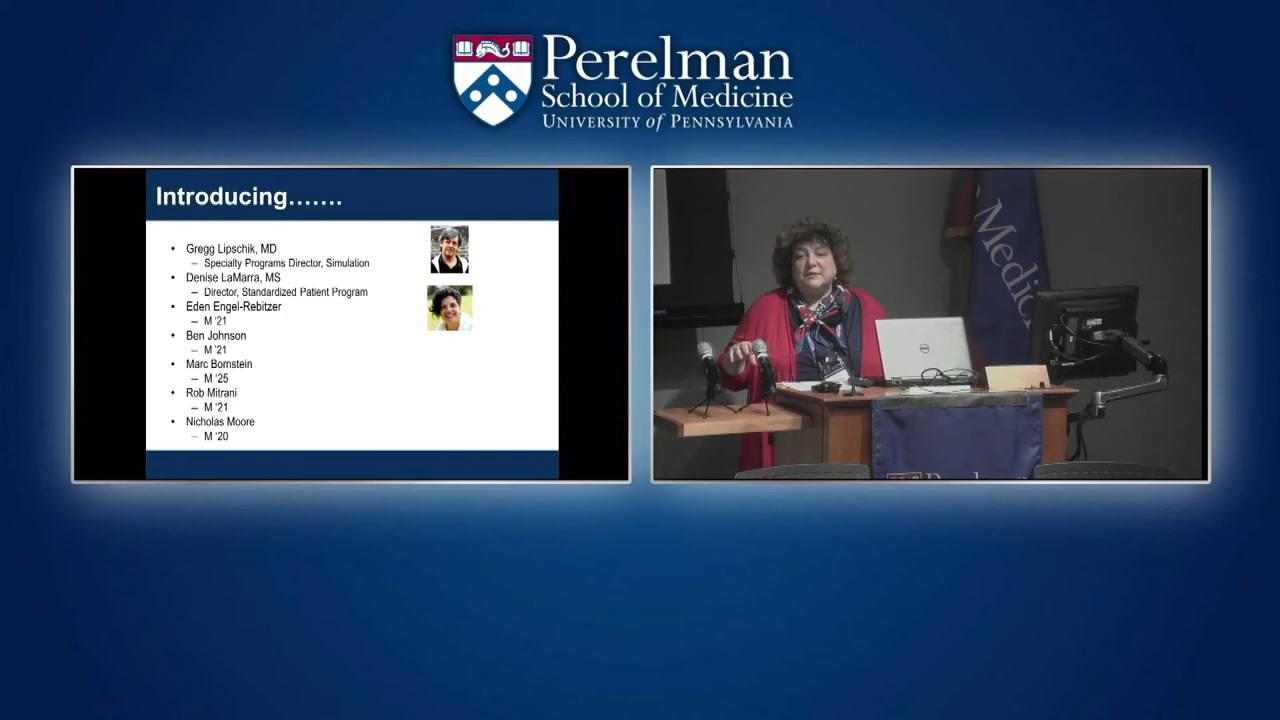 Perelman
School of Medicine
UNIVERSITY of PENNSYLVANIA
Introducing.......
• Gregg Lipschik, MD
– Specialty Programs Director, Simulation
• Denise LaMarra, MS
– Director, Standardized Patient Program
• Eden Engel-Rebitzer
– M ‘21
• Ben Johnson
– M ‘21
• Marc Bornstein
– M ‘25
• Rob Mitrani
– M ‘21
• Nicholas Moore
– M ‘20
Medici
DELL